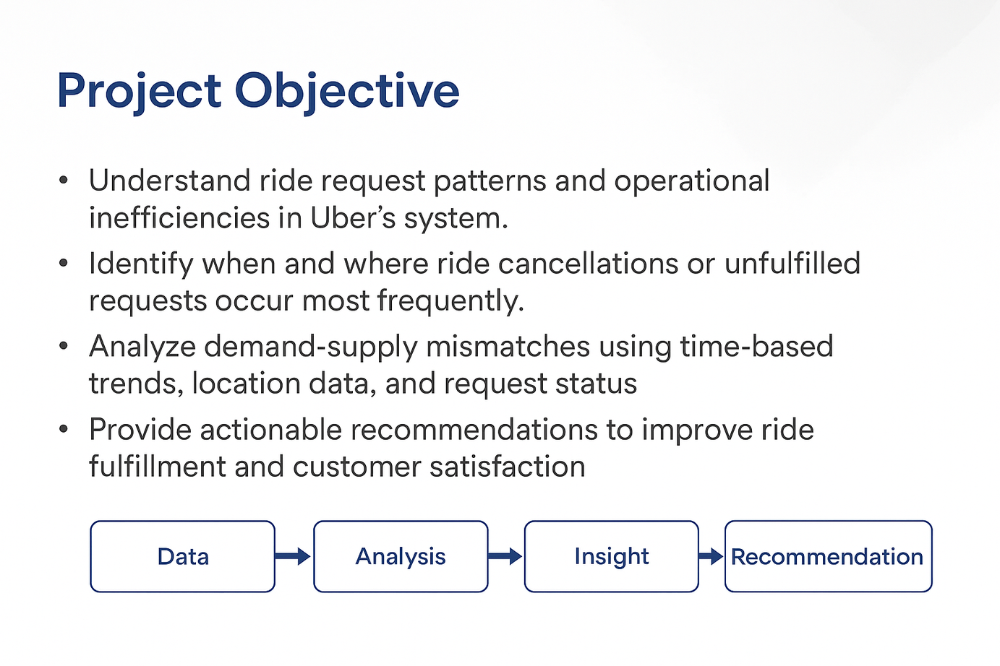 Project Objective
• Understand ride request patterns and operational
inefficiencies in Uber’s system.
• Identify when and where ride cancellations or unfulfilled
requests occur most frequently.
• Analyze demand-supply mismatches using time-based
trends, location data, and request status
• Provide actionable recommendations to improve ride
fulfillment and customer satisfaction
Data
Analysis
Insight
Recommendation